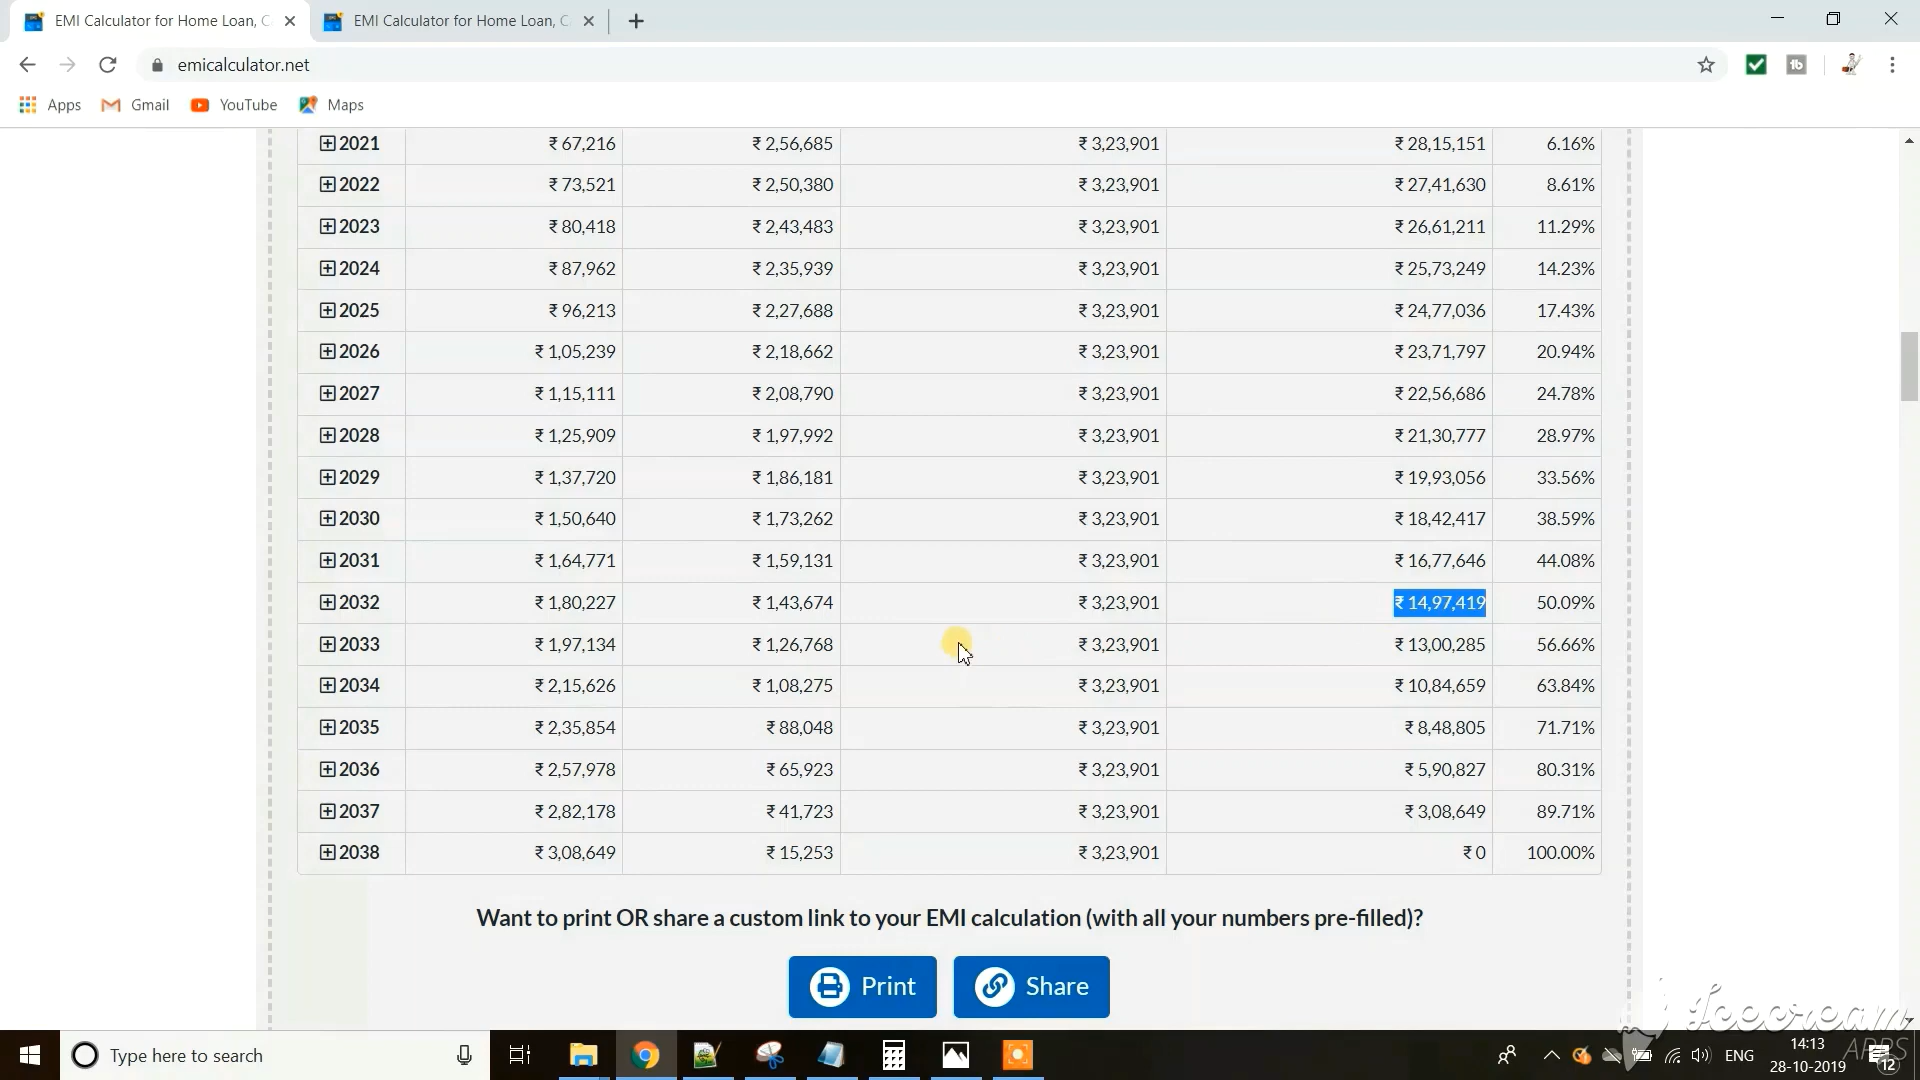 EMI Calculator for Home Loan, C
EMI Calculator for Home Loan, C
emicalculator.net
Apps Gmail YouTube Maps
2021 ₹ 67,216 ₹ 2,56,685 ₹ 3,23,901 ₹ 28,15,151 6.16%
2022 ₹ 73,521 ₹ 2,50,380 ₹ 3,23,901 ₹ 27,41,630 8.61%
2023 ₹ 80,418 ₹ 2,43,483 ₹ 3,23,901 ₹ 26,61,211 11.29%
2024 ₹ 87,962 ₹ 2,35,939 ₹ 3,23,901 ₹ 25,73,249 14.23%
2025 ₹ 96,213 ₹ 2,27,688 ₹ 3,23,901 ₹ 24,77,036 17.43%
2026 ₹ 1,05,239 ₹ 2,18,662 ₹ 3,23,901 ₹ 23,71,797 20.94%
2027 ₹ 1,15,111 ₹ 2,08,790 ₹ 3,23,901 ₹ 22,56,686 24.78%
2028 ₹ 1,25,909 ₹ 1,97,992 ₹ 3,23,901 ₹ 21,30,777 28.97%
2029 ₹ 1,37,720 ₹ 1,86,181 ₹ 3,23,901 ₹ 19,93,056 33.56%
2030 ₹ 1,50,640 ₹ 1,73,262 ₹ 3,23,901 ₹ 18,42,417 38.59%
2031 ₹ 1,64,771 ₹ 1,59,131 ₹ 3,23,901 ₹ 16,77,646 44.08%
2032 ₹ 1,80,227 ₹ 1,43,674 ₹ 3,23,901 ₹ 14,97,419 50.09%
2033 ₹ 1,97,134 ₹ 1,26,768 ₹ 3,23,901 ₹ 13,00,285 56.66%
2034 ₹ 2,15,626 ₹ 1,08,275 ₹ 3,23,901 ₹ 10,84,659 63.84%
2035 ₹ 2,35,854 ₹ 88,048 ₹ 3,23,901 ₹ 8,48,805 71.71%
2036 ₹ 2,57,978 ₹ 65,923 ₹ 3,23,901 ₹ 5,90,827 80.31%
2037 ₹ 2,82,178 ₹ 41,723 ₹ 3,23,901 ₹ 3,08,649 89.71%
2038 ₹ 3,08,649 ₹ 15,253 ₹ 3,23,901 ₹ 0 100.00%
Want to print OR share a custom link to your EMI calculation (with all your numbers pre-filled)?
Print Share
Icecream
APPS
Type here to search
ENG
14:13
28-10-2019
12